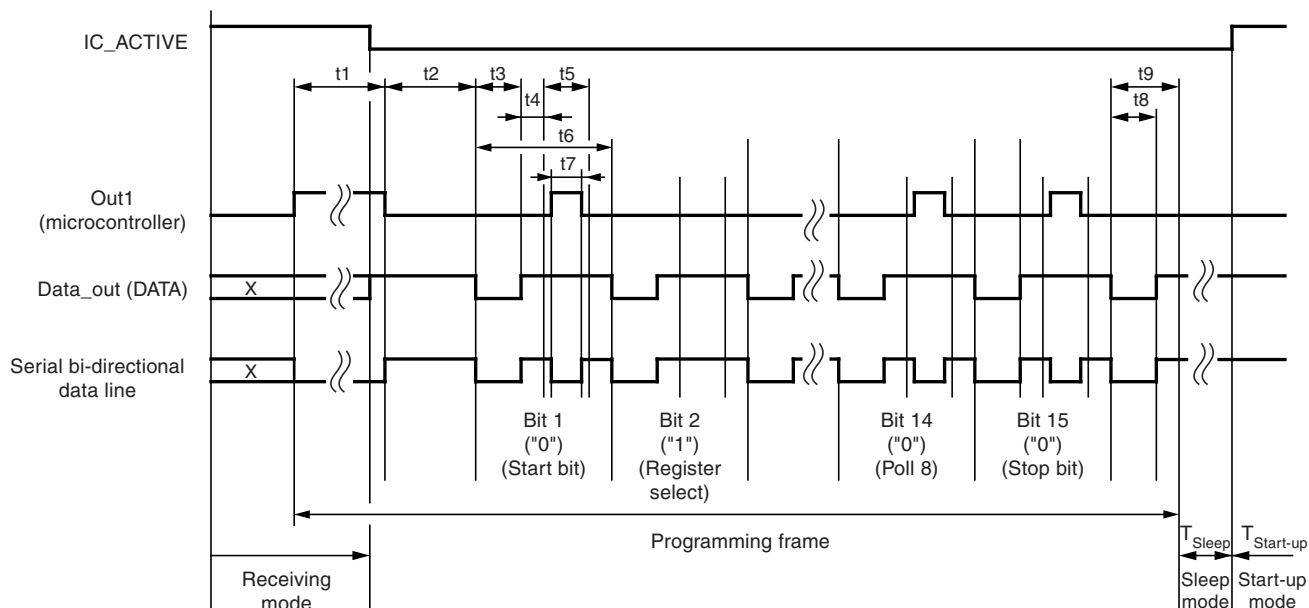 IC_ACTIVE
t1
t2
t3
t5
t9
t8
t4
t6
t7
Out1
(microcontroller)
Data_out (DATA)
X
Serial bi-directional
data line
X
Bit 1
("0")
(Start bit)
Bit 2
("1")
(Register
select)
Bit 14
("0")
(Poll 8)
Bit 15
("0")
(Stop bit)
Programming frame
TSleep
TStart-up
Receiving
mode
Sleep
mode
Start-up
mode